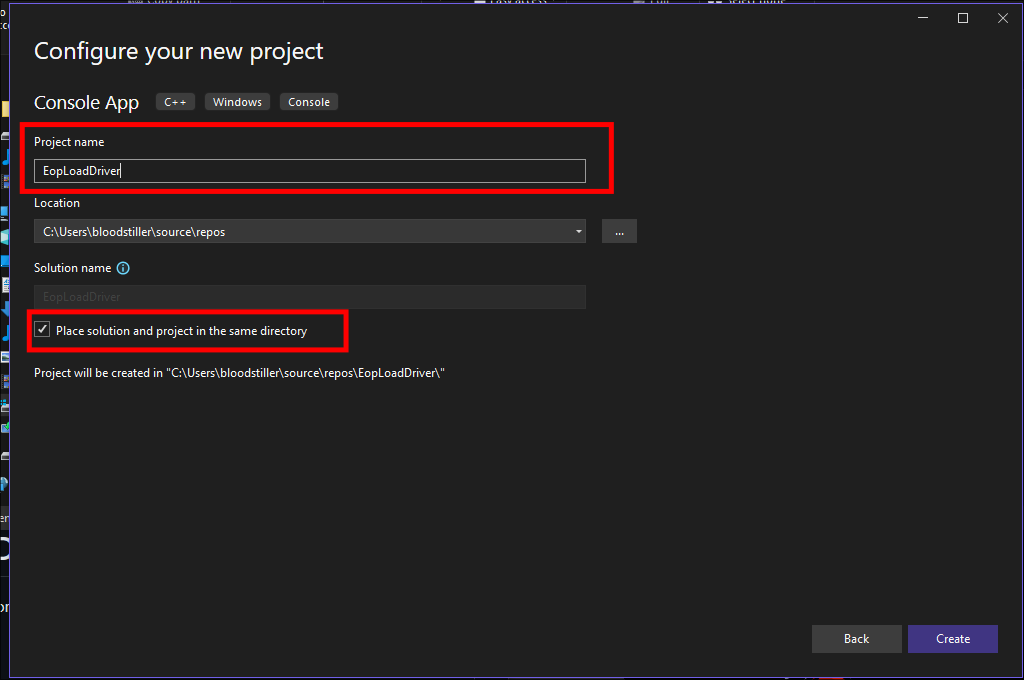 Configure your new project
Console App C++ Windows Console
Project name
EopLoadDriver
Location
C:\Users\bloodstiller\source\repos
...
Solution name
EopLoadDriver
Place solution and project in the same directory
Project will be created in "C:\Users\bloodstiller\source\repos\EopLoadDriver\"
Back Create